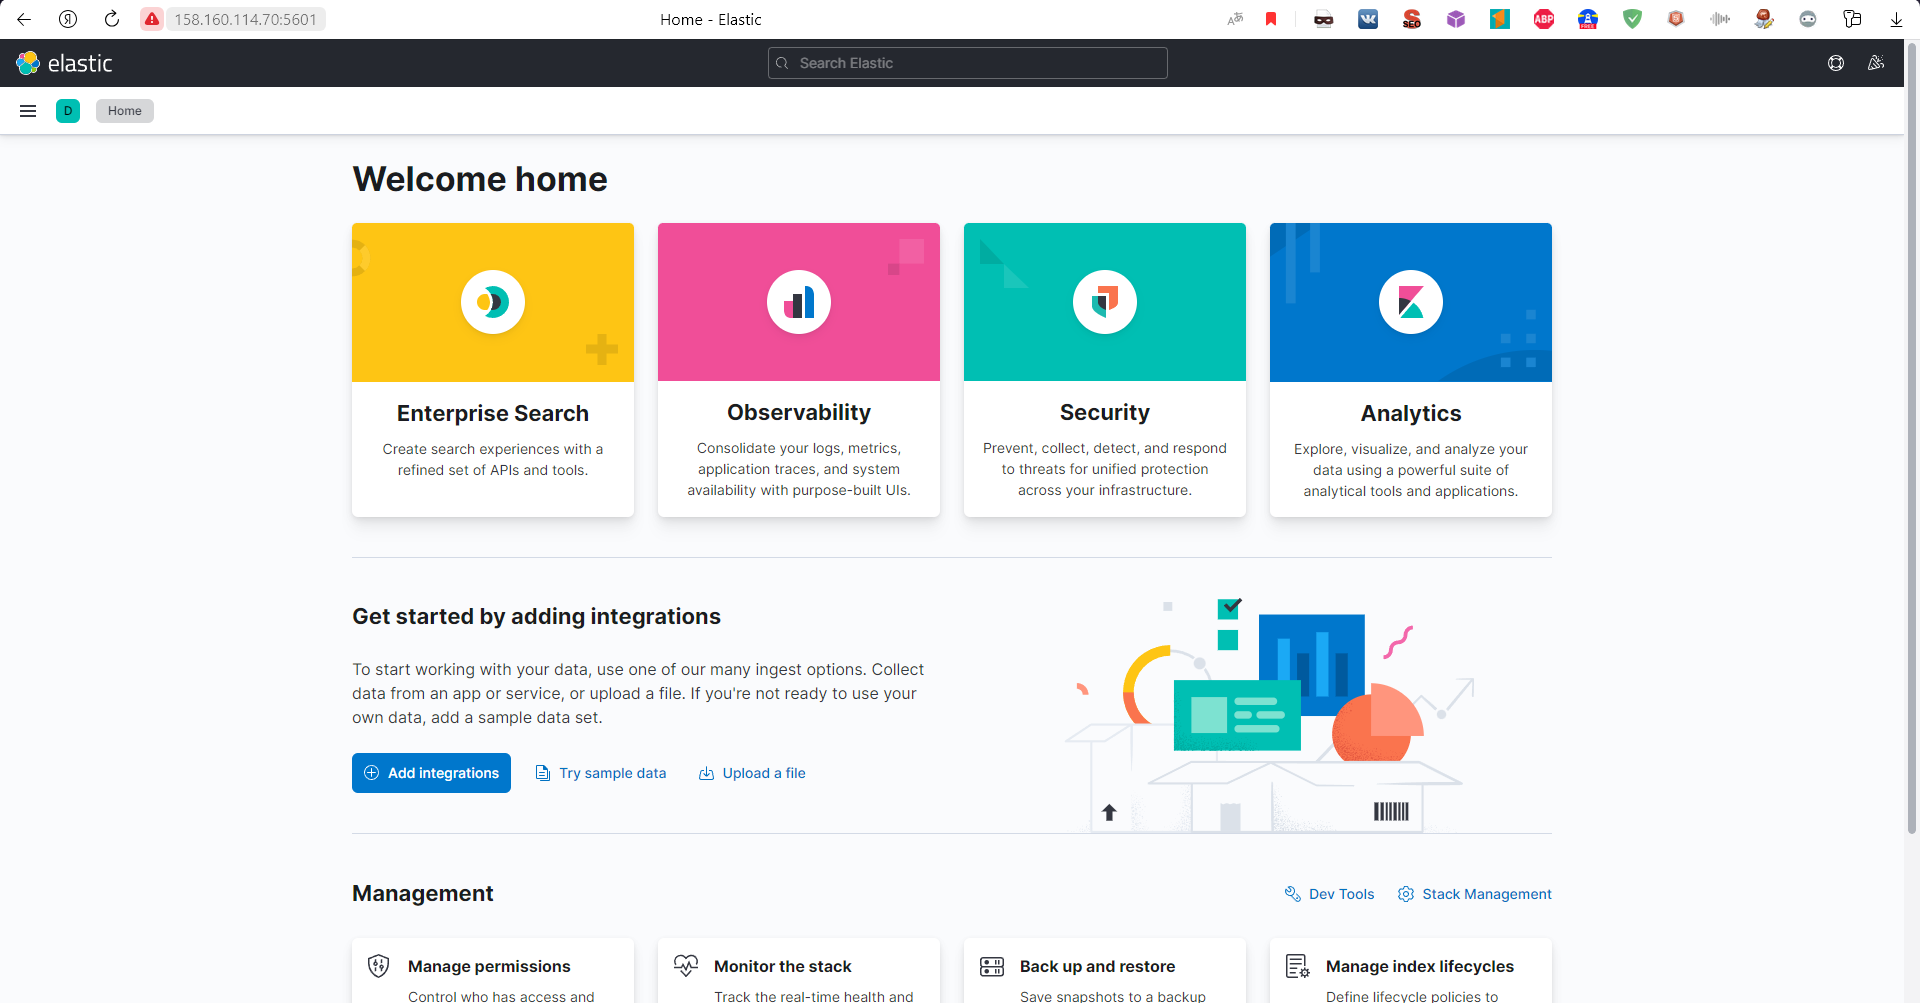 Я
158.160.114.70:5601
Home - Elastic
SEO
ABP
FREE
elastic
Search Elastic
D
Home
Welcome home
Enterprise Search
Create search experiences with a
refined set of APIs and tools.
Observability
Consolidate your logs, metrics,
application traces, and system
availability with purpose-built UIs.
Security
Prevent, collect, detect, and respond
to threats for unified protection
across your infrastructure.
Analytics
Explore, visualize, and analyze your
data using a powerful suite of
analytical tools and applications.
Get started by adding integrations
To start working with your data, use one of our many ingest options. Collect
data from an app or service, or upload a file. If you're not ready to use your
own data, add a sample data set.
Add integrations
Try sample data
Upload a file
Management
Dev Tools
Stack Management
Manage permissions
Control who has access and
Monitor the stack
Track the real-time health and
Back up and restore
Save snapshots to a backup
Manage index lifecycles
Define lifecycle policies to